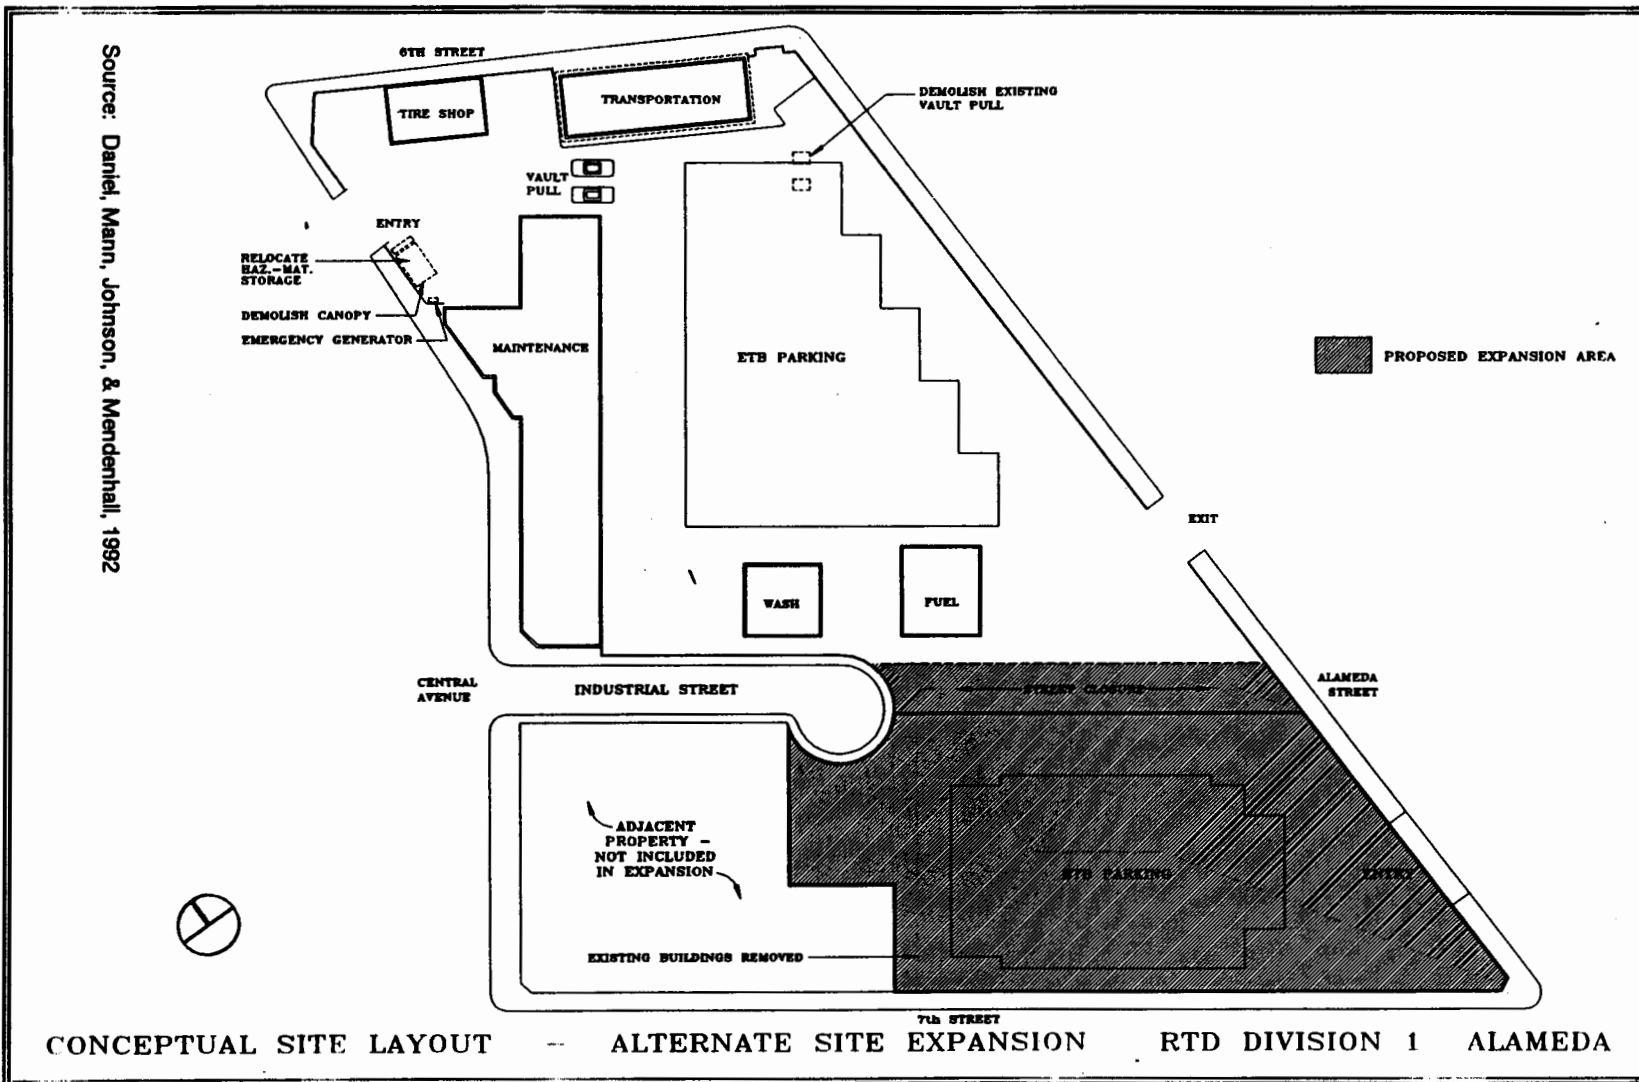 Source: Daniel, Mann, Johnson, & Mendenhall, 1992
6TH STREET
TIRE SHOP
TRANSPORTATION
DEMOLISH EXISTING
VAULT PULL
VAULT
PULL
ENTRY
RELOCATE
HAZ.-MAT.
STORAGE
DEMOLISH CANOPY
EMERGENCY GENERATOR
MAINTENANCE
ETB PARKING
PROPOSED EXPANSION AREA
EXIT
WASH
FUEL
CENTRAL
AVENUE
INDUSTRIAL STREET
STREET CLOSURE
ALAMEDA
STREET
ADJACENT
PROPERTY -
NOT INCLUDED
IN EXPANSION
ETB PARKING
ENTRY
EXISTING BUILDINGS REMOVED
7th STREET
CONCEPTUAL SITE LAYOUT - ALTERNATE SITE EXPANSION RTD DIVISION 1 ALAMEDA